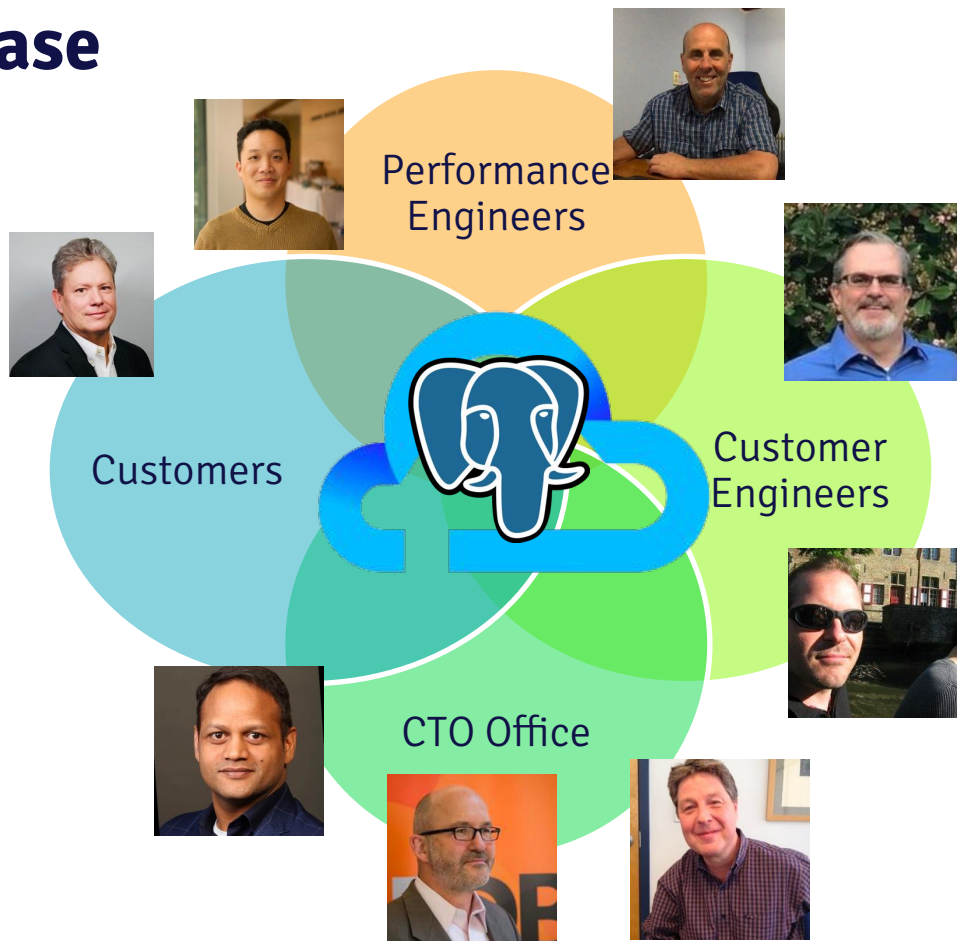 ase
Performance
Engineers
Customers
Customer
Engineers
CTO Office